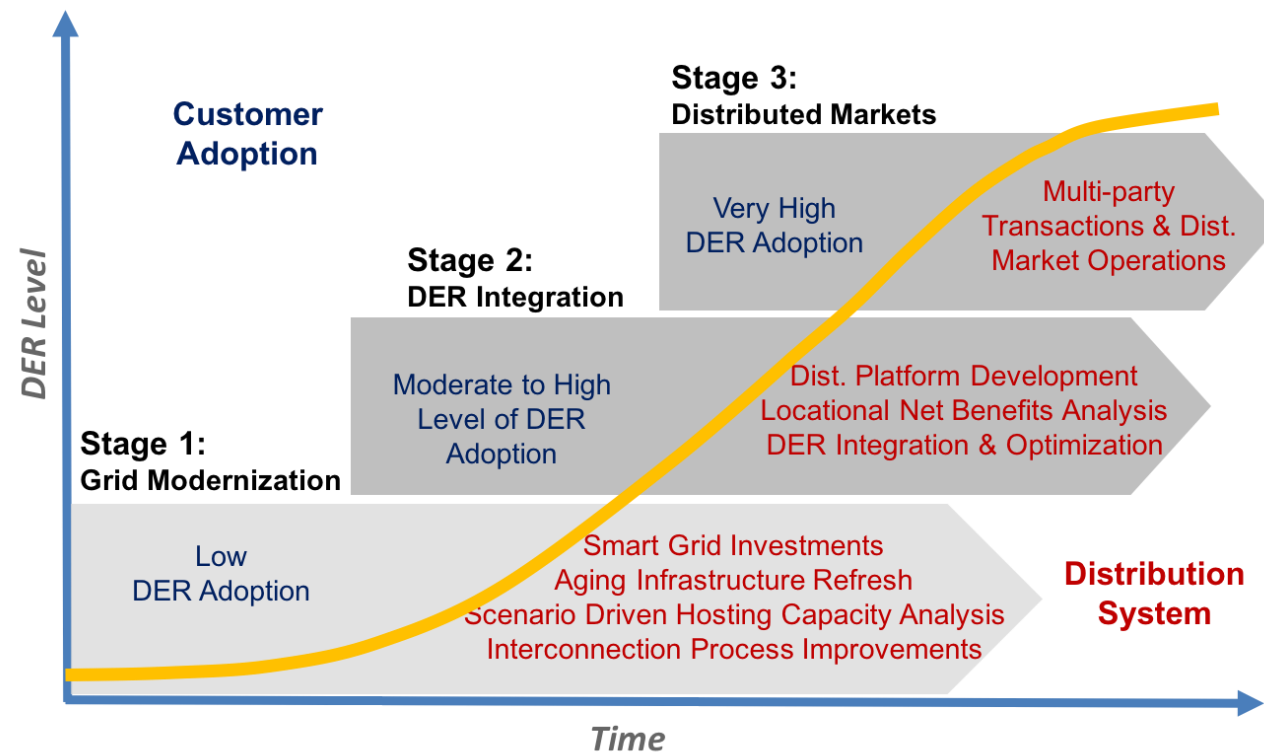 Customer
Adoption
Stage 3:
Distributed Markets
Very High
DER Adoption
Multi-party
Transactions & Dist.
Market Operations
Stage 2:
DER Integration
Moderate to High
Level of DER
Adoption
Dist. Platform Development
Locational Net Benefits Analysis
DER Integration & Optimization
DER Level
Stage 1:
Grid Modernization
Low
DER Adoption
Smart Grid Investments
Aging Infrastructure Refresh
Scenario Driven Hosting Capacity Analysis
Interconnection Process Improvements
Distribution
System
Time